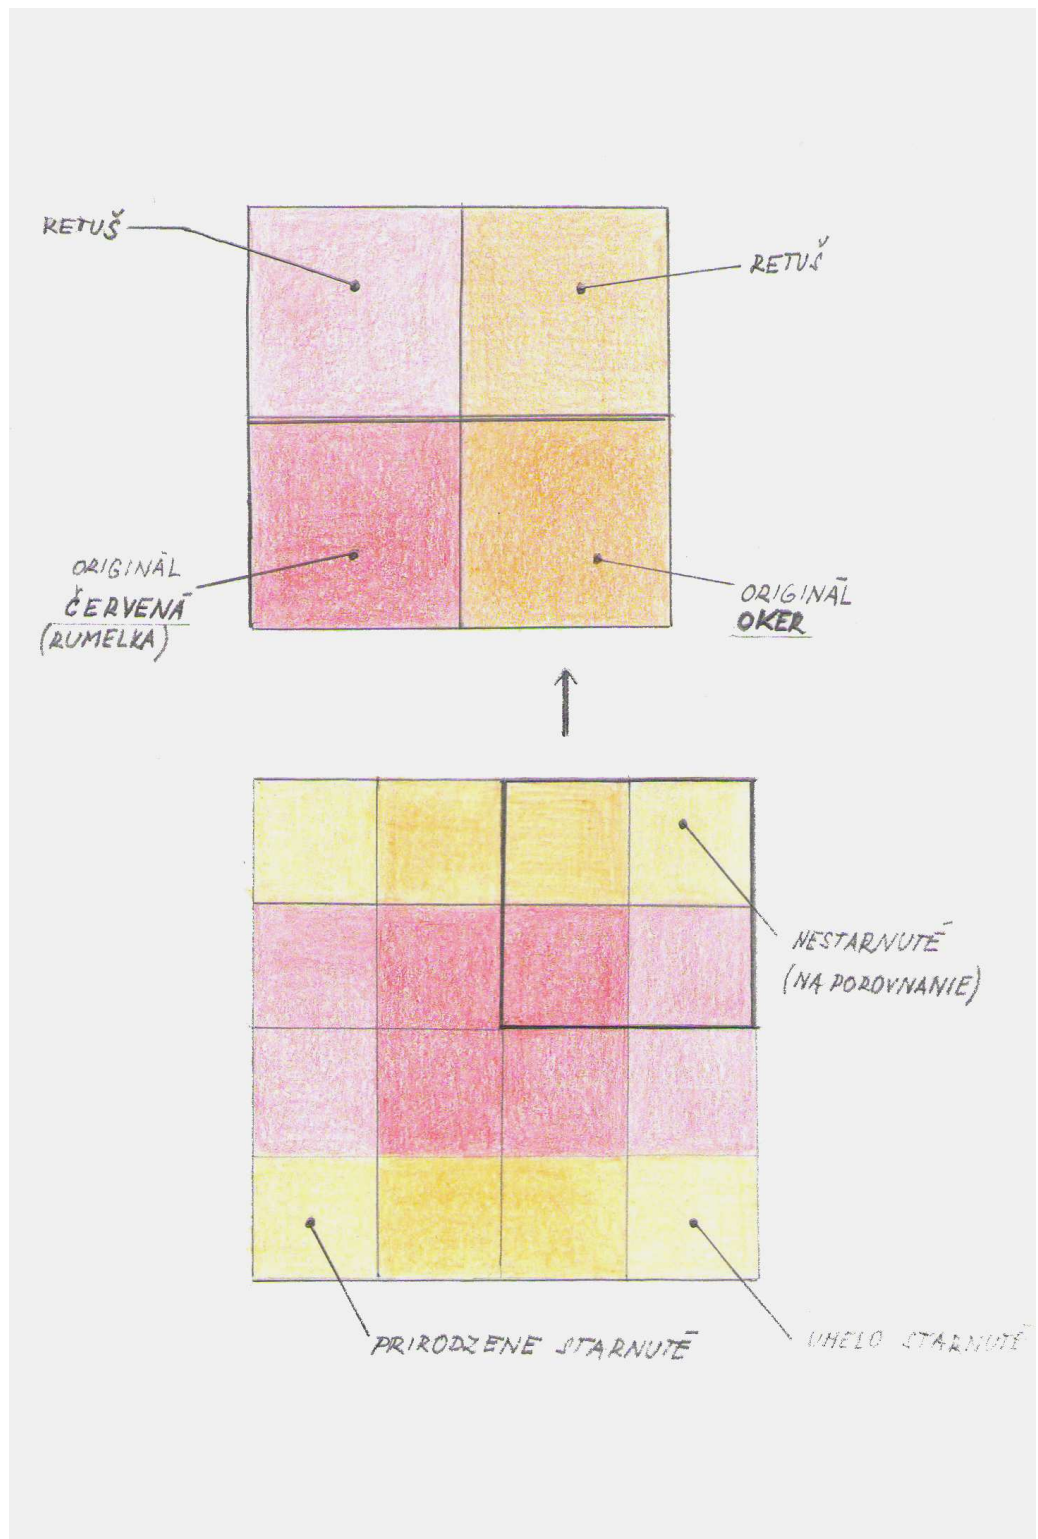 RETUŠ
RETUŠ
ORIGINÁL
ČERVENÁ
(RUMELKA)
ORIGINÁL
OKER
NESTARNUTÉ
(NA POROVNANIE)
PRIRODZENE STARNUTÉ
UMELO STARNUTÉ